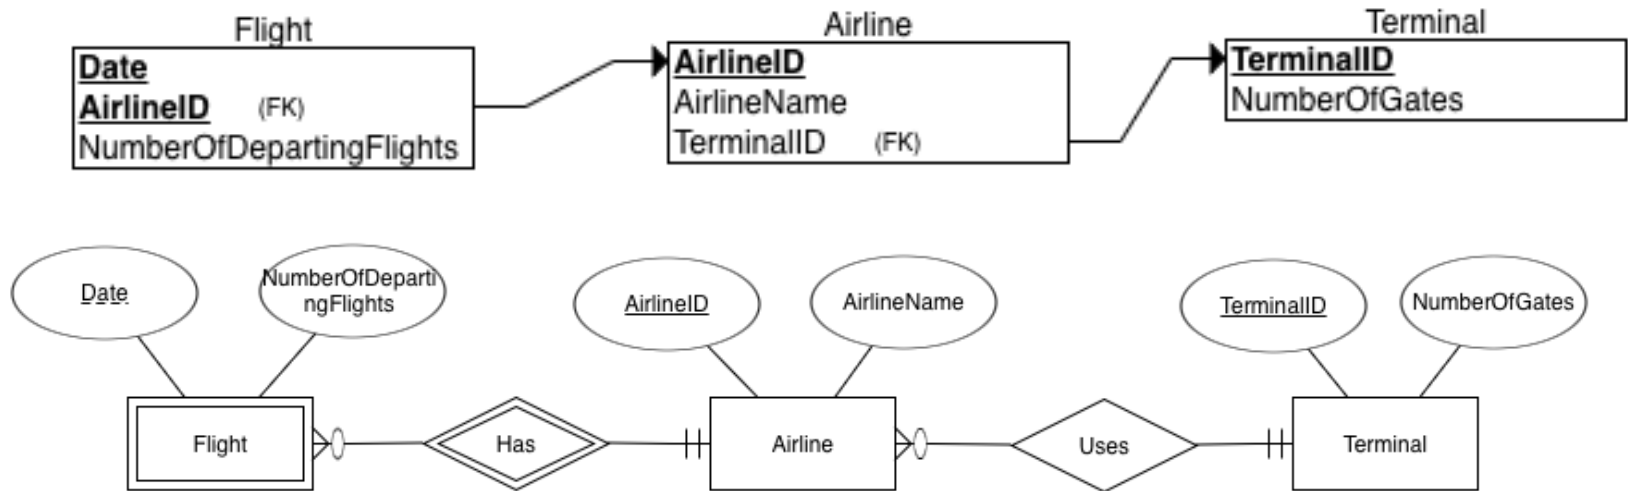 Flight
Date
AirlineID (FK)
NumberOfDepartingFlights
Airline
AirlineID
AirlineName
TerminalID (FK)
Terminal
TerminalID
NumberOfGates
Date
NumberOfDeparti
ngFlights
AirlineID
AirlineName
TerminalID
NumberOfGates
Flight
Has
Airline
Uses
Terminal